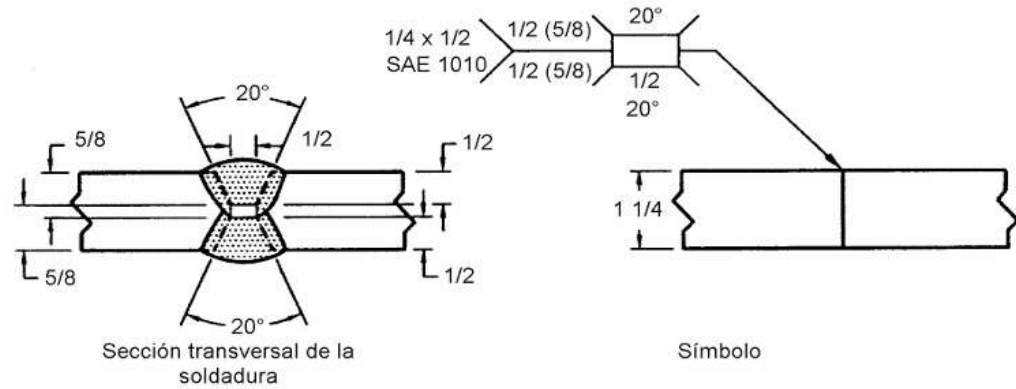 20°
1/2 (5/8)
1/4 x 1/2
SAE 1010
1/2 (5/8)
1/2
20°
20°
5/8
1/2
1/2
5/8
1/2
20°
1 1/4
Sección transversal de la
soldadura
Símbolo